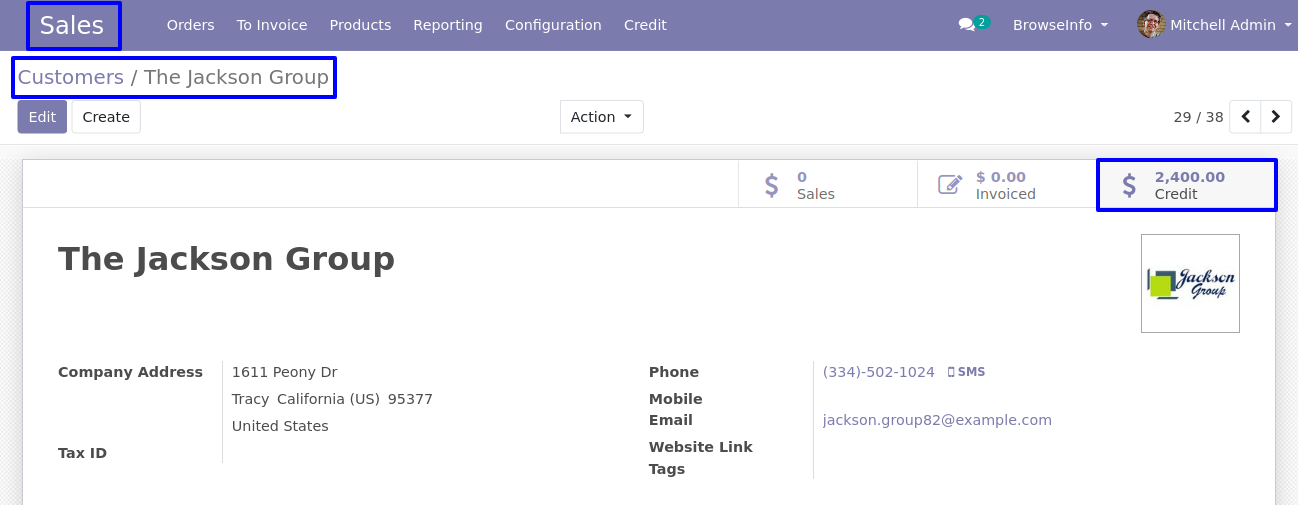 Sales Orders To Invoice Products Reporting Configuration Credit 2 BrowseInfo Mitchell Admin
Customers / The Jackson Group
Edit Create Action 29 / 38
0
Sales
$ 0.00
Invoiced
2,400.00
Credit
The Jackson Group
Jackson
Group
Company Address 1611 Peony Dr
Tracy California (US) 95377
United States
Tax ID
Phone (334)-502-1024 SMS
Mobile
Email jackson.group82@example.com
Website Link
Tags